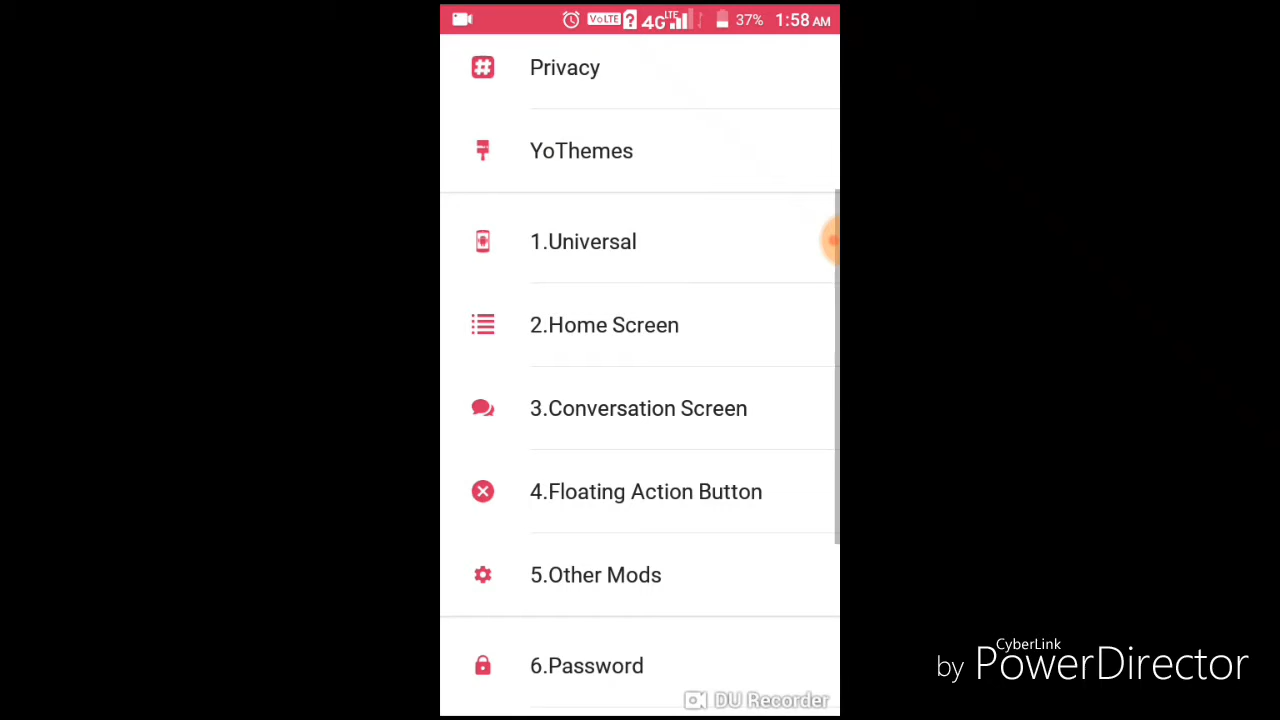 VoLTE ? 4G LTE 37% 1:58 AM
Privacy
YoThemes
1.Universal
2.Home Screen
3.Conversation Screen
4.Floating Action Button
5.Other Mods
6.Password
DU Recorder
CyberLink
by PowerDirector